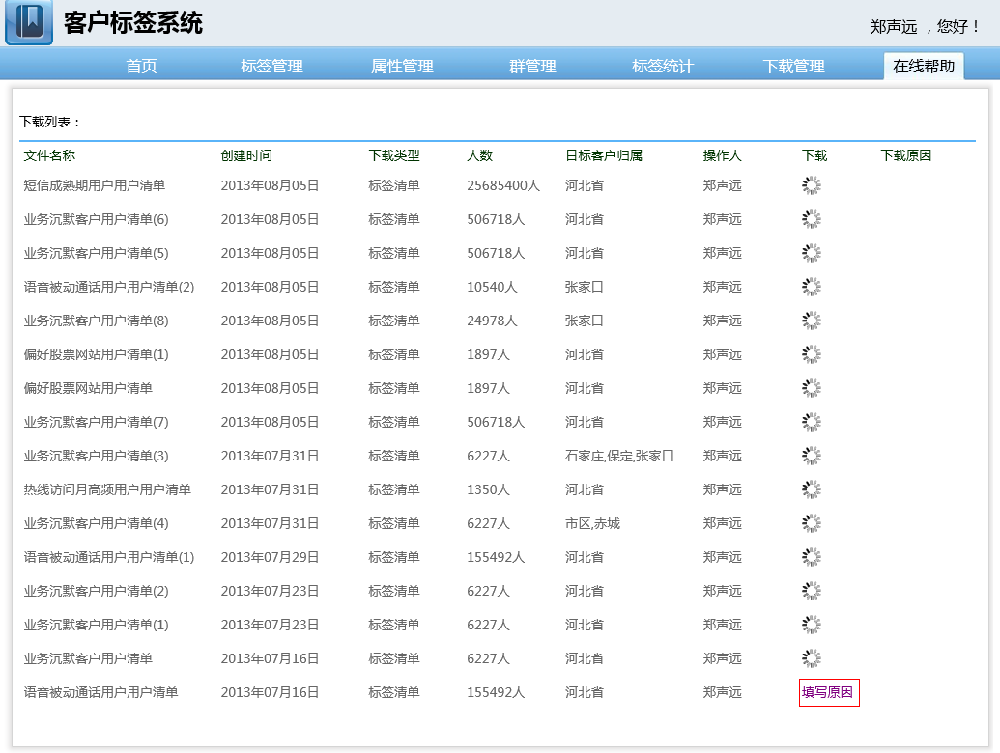 客户标签系统
郑声远 ，您好！
首页 标签管理 属性管理 群管理 标签统计 下载管理 在线帮助
下载列表：
文件名称 创建时间 下载类型 人数 目标客户归属 操作人 下载 下载原因
短信成熟期用户用户清单 2013年08月05日 标签清单 25685400人 河北省 郑声远
业务沉默客户用户清单(6) 2013年08月05日 标签清单 506718人 河北省 郑声远
业务沉默客户用户清单(5) 2013年08月05日 标签清单 506718人 河北省 郑声远
语音被动通话用户用户清单(2) 2013年08月05日 标签清单 10540人 张家口 郑声远
业务沉默客户用户清单(8) 2013年08月05日 标签清单 24978人 张家口 郑声远
偏好股票网站用户清单(1) 2013年08月05日 标签清单 1897人 河北省 郑声远
偏好股票网站用户清单 2013年08月05日 标签清单 1897人 河北省 郑声远
业务沉默客户用户清单(7) 2013年08月05日 标签清单 506718人 河北省 郑声远
业务沉默客户用户清单(3) 2013年07月31日 标签清单 6227人 石家庄,保定,张家口 郑声远
热线访问月高频用户用户清单 2013年07月31日 标签清单 1350人 河北省 郑声远
业务沉默客户用户清单(4) 2013年07月31日 标签清单 6227人 市区,赤城 郑声远
语音被动通话用户用户清单(1) 2013年07月29日 标签清单 155492人 河北省 郑声远
业务沉默客户用户清单(2) 2013年07月23日 标签清单 6227人 河北省 郑声远
业务沉默客户用户清单(1) 2013年07月23日 标签清单 6227人 河北省 郑声远
业务沉默客户用户清单 2013年07月16日 标签清单 6227人 河北省 郑声远
语音被动通话用户用户清单 2013年07月16日 标签清单 155492人 河北省 郑声远 填写原因